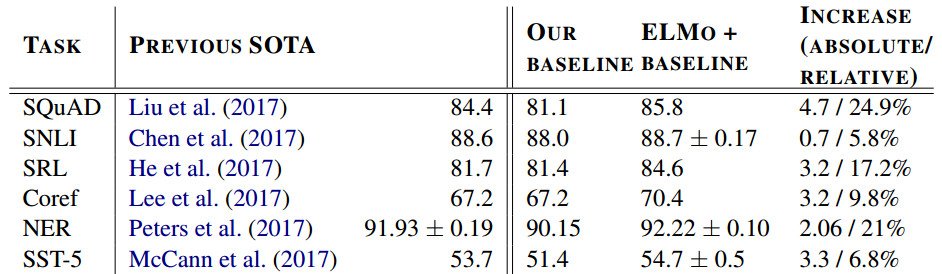 TASK PREVIOUS SOTA OUR BASELINE ELMO + BASELINE INCREASE (ABSOLUTE/ RELATIVE)
SQuAD Liu et al. (2017) 84.4 81.1 85.8 4.7 / 24.9%
SNLI Chen et al. (2017) 88.6 88.0 88.7 ± 0.17 0.7 / 5.8%
SRL He et al. (2017) 81.7 81.4 84.6 3.2 / 17.2%
Coref Lee et al. (2017) 67.2 67.2 70.4 3.2 / 9.8%
NER Peters et al. (2017) 91.93 ± 0.19 90.15 92.22 ± 0.10 2.06 / 21%
SST-5 McCann et al. (2017) 53.7 51.4 54.7 ± 0.5 3.3 / 6.8%